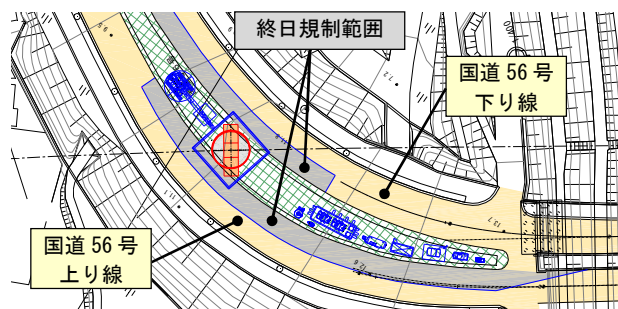 終日規制範囲
国道 56 号
下り線
国道 56 号
上り線